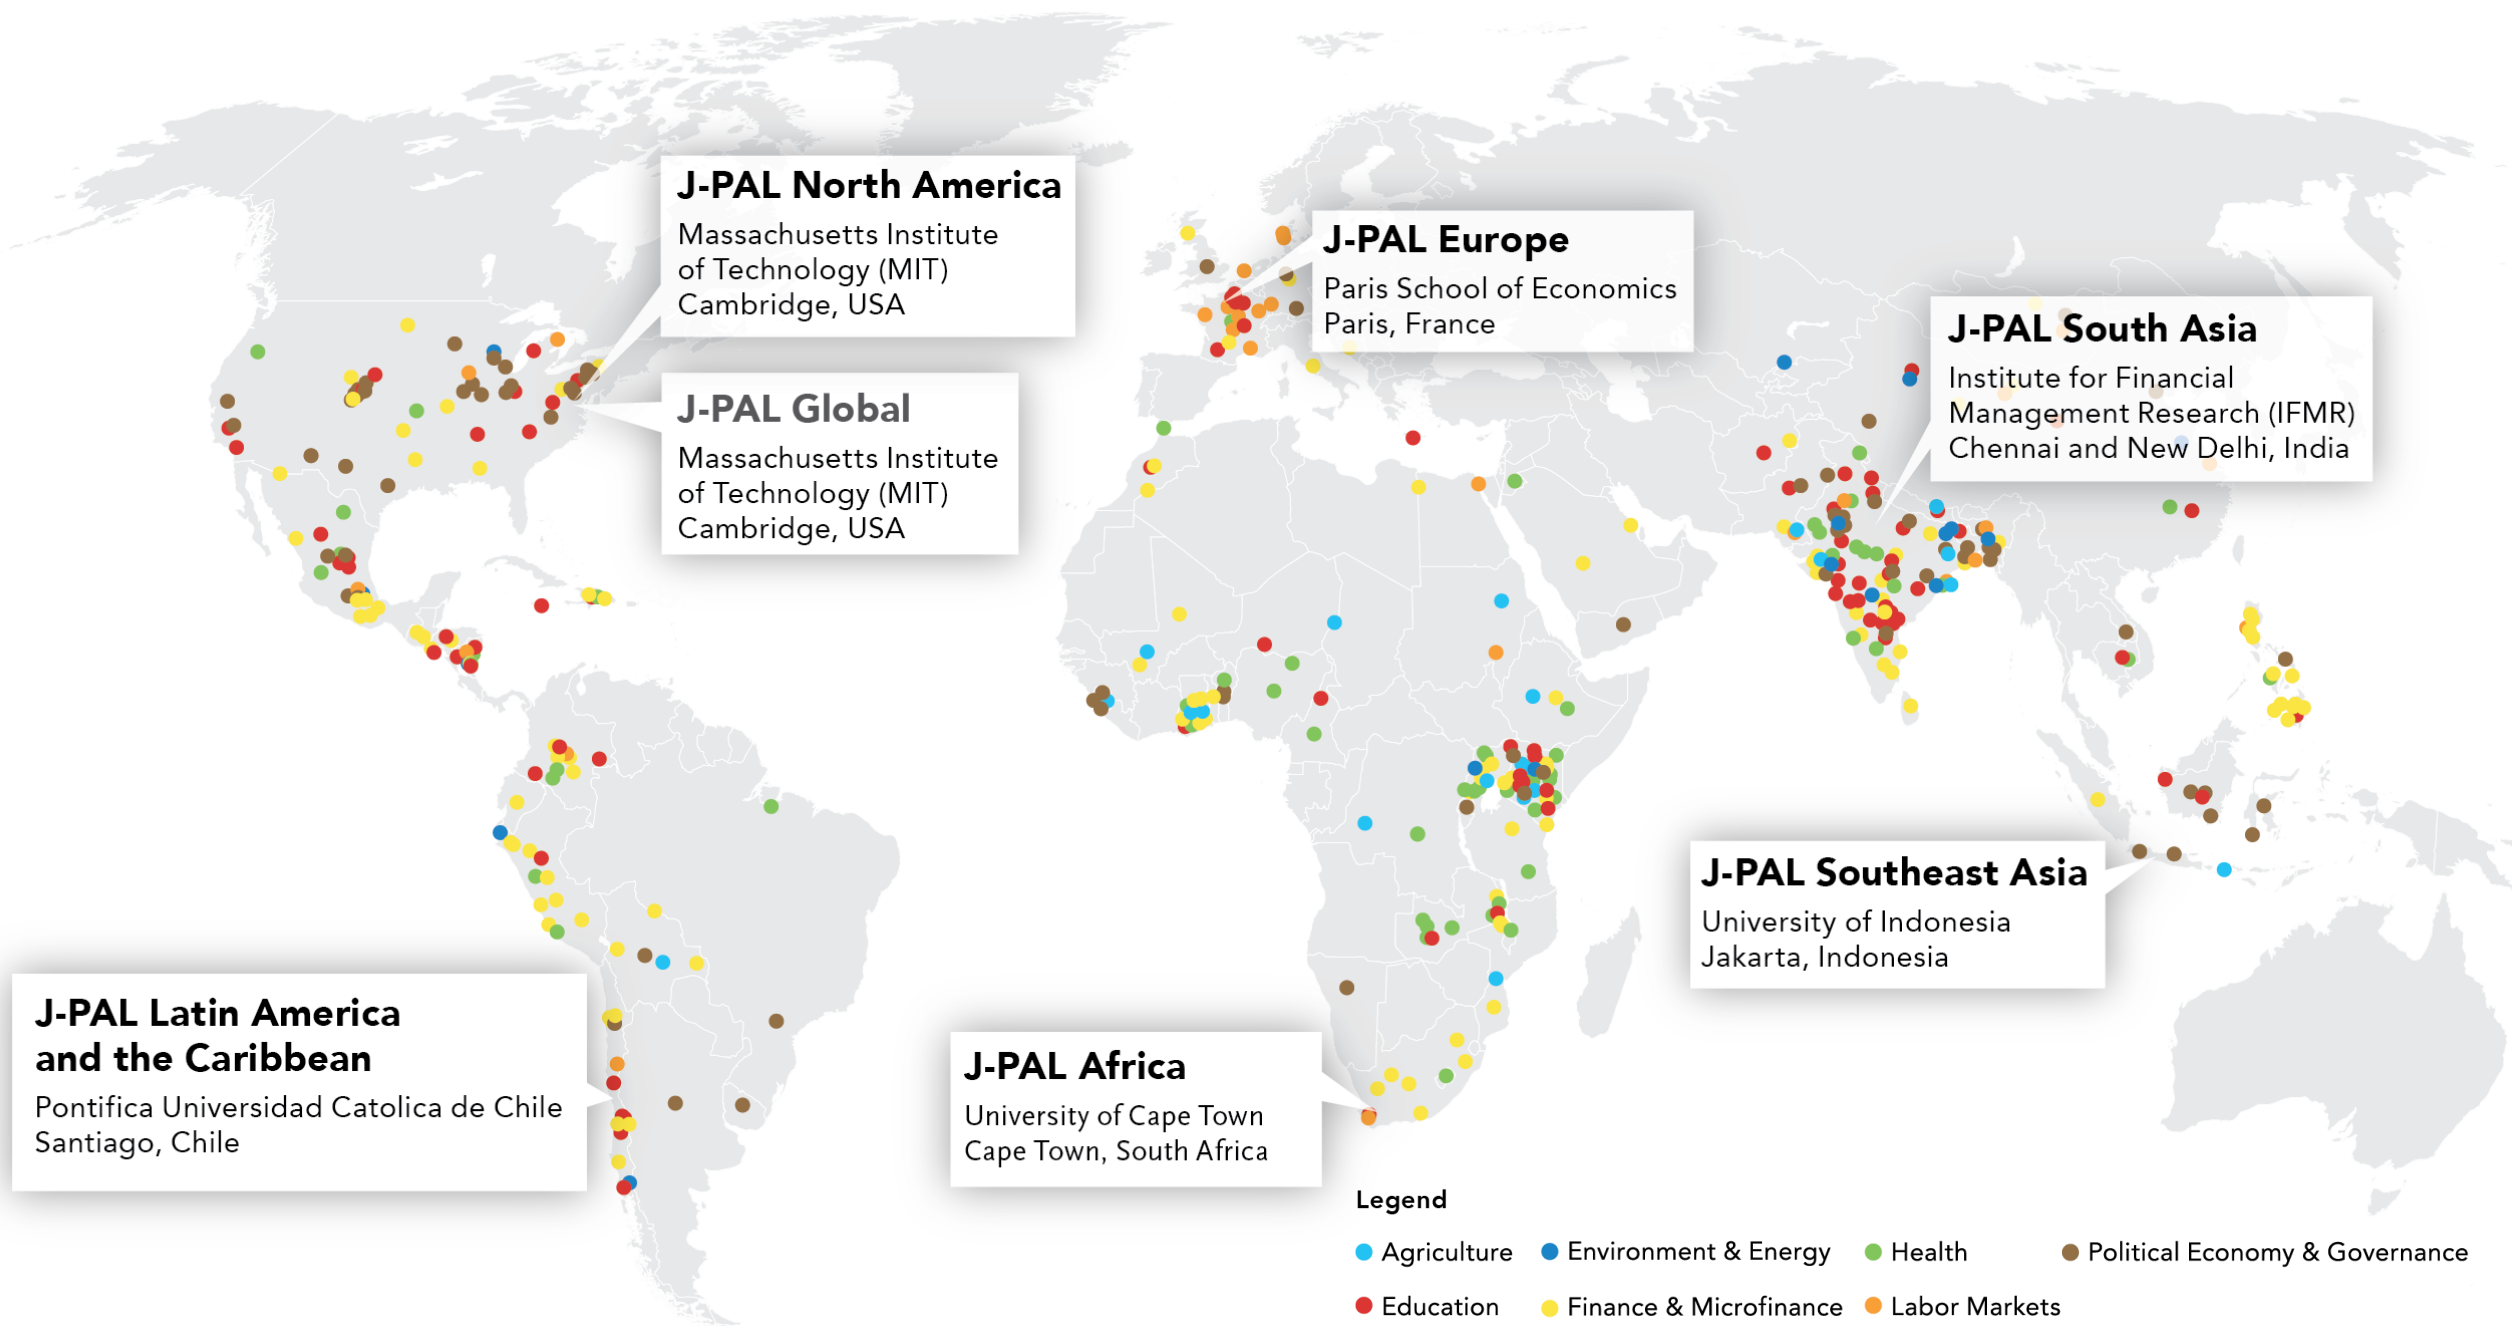 J-PAL North America
Massachusetts Institute
of Technology (MIT)
Cambridge, USA
J-PAL Europe
Paris School of Economics
Paris, France
J-PAL South Asia
Institute for Financial
Management Research (IFMR)
Chennai and New Delhi, India
J-PAL Global
Massachusetts Institute
of Technology (MIT)
Cambridge, USA
J-PAL Southeast Asia
University of Indonesia
Jakarta, Indonesia
J-PAL Latin America
and the Caribbean
Pontifica Universidad Catolica de Chile
Santiago, Chile
J-PAL Africa
University of Cape Town
Cape Town, South Africa
Legend
Agriculture
Environment & Energy
Health
Political Economy & Governance
Education
Finance & Microfinance
Labor Markets